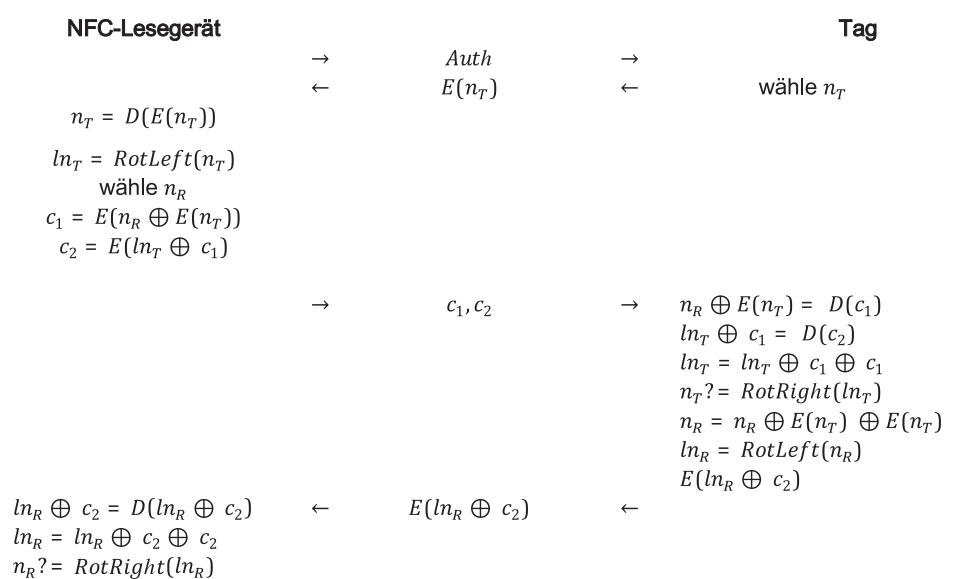 NFC-Lesegerät Tag
→ Auth →
← E(n_T) ← wähle n_T
n_T = D(E(n_T))
ln_T = RotLeft(n_T)
wähle n_R
c_1 = E(n_R ⊕ E(n_T))
c_2 = E(ln_T ⊕ c_1)
→ c_1, c_2 → n_R ⊕ E(n_T) = D(c_1)
ln_T ⊕ c_1 = D(c_2)
ln_T = ln_T ⊕ c_1 ⊕ c_1
n_T ?= RotRight(ln_T)
n_R = n_R ⊕ E(n_T) ⊕ E(n_T)
ln_R = RotLeft(n_R)
E(ln_R ⊕ c_2)
ln_R ⊕ c_2 = D(ln_R ⊕ c_2) ← E(ln_R ⊕ c_2) ←
ln_R = ln_R ⊕ c_2 ⊕ c_2
n_R ?= RotRight(ln_R)